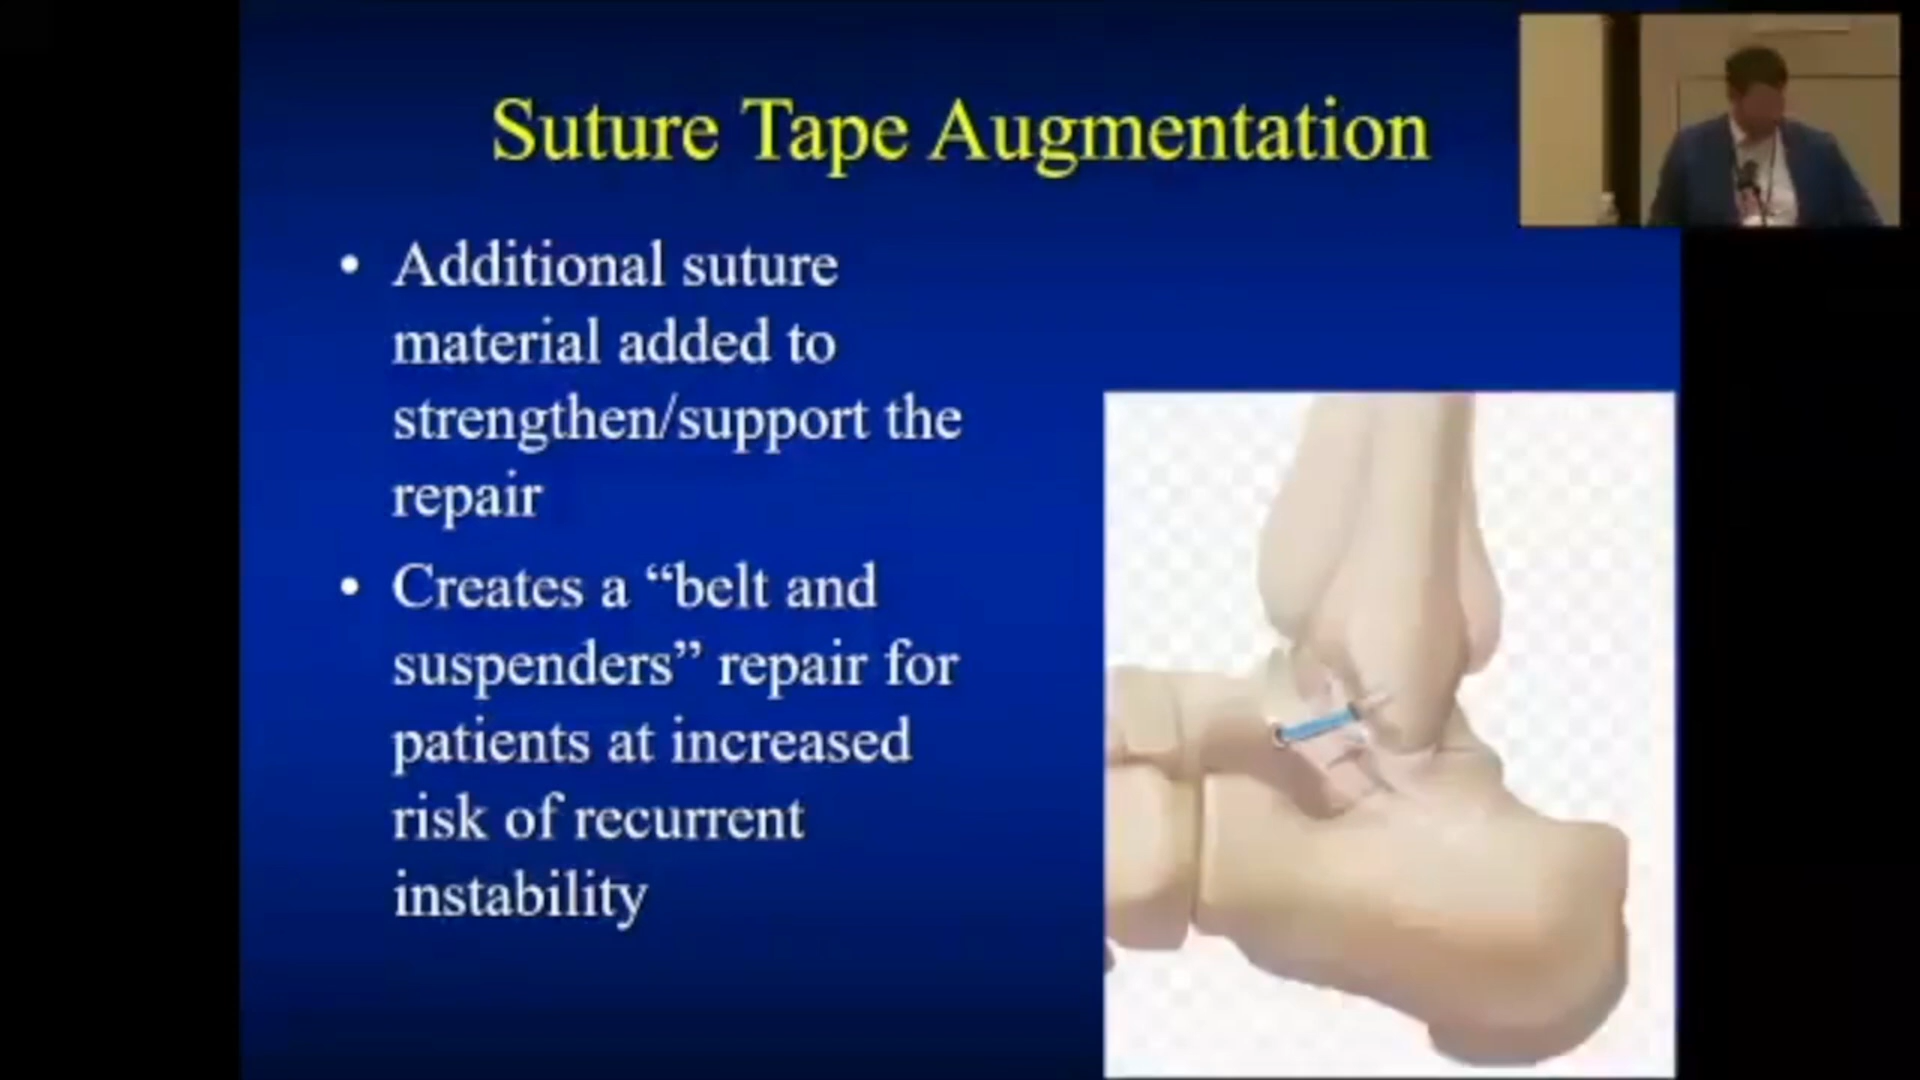 Suture Tape Augmentation
• Additional suture
material added to
strengthen/support the
repair
• Creates a “belt and
suspenders” repair for
patients at increased
risk of recurrent
instability